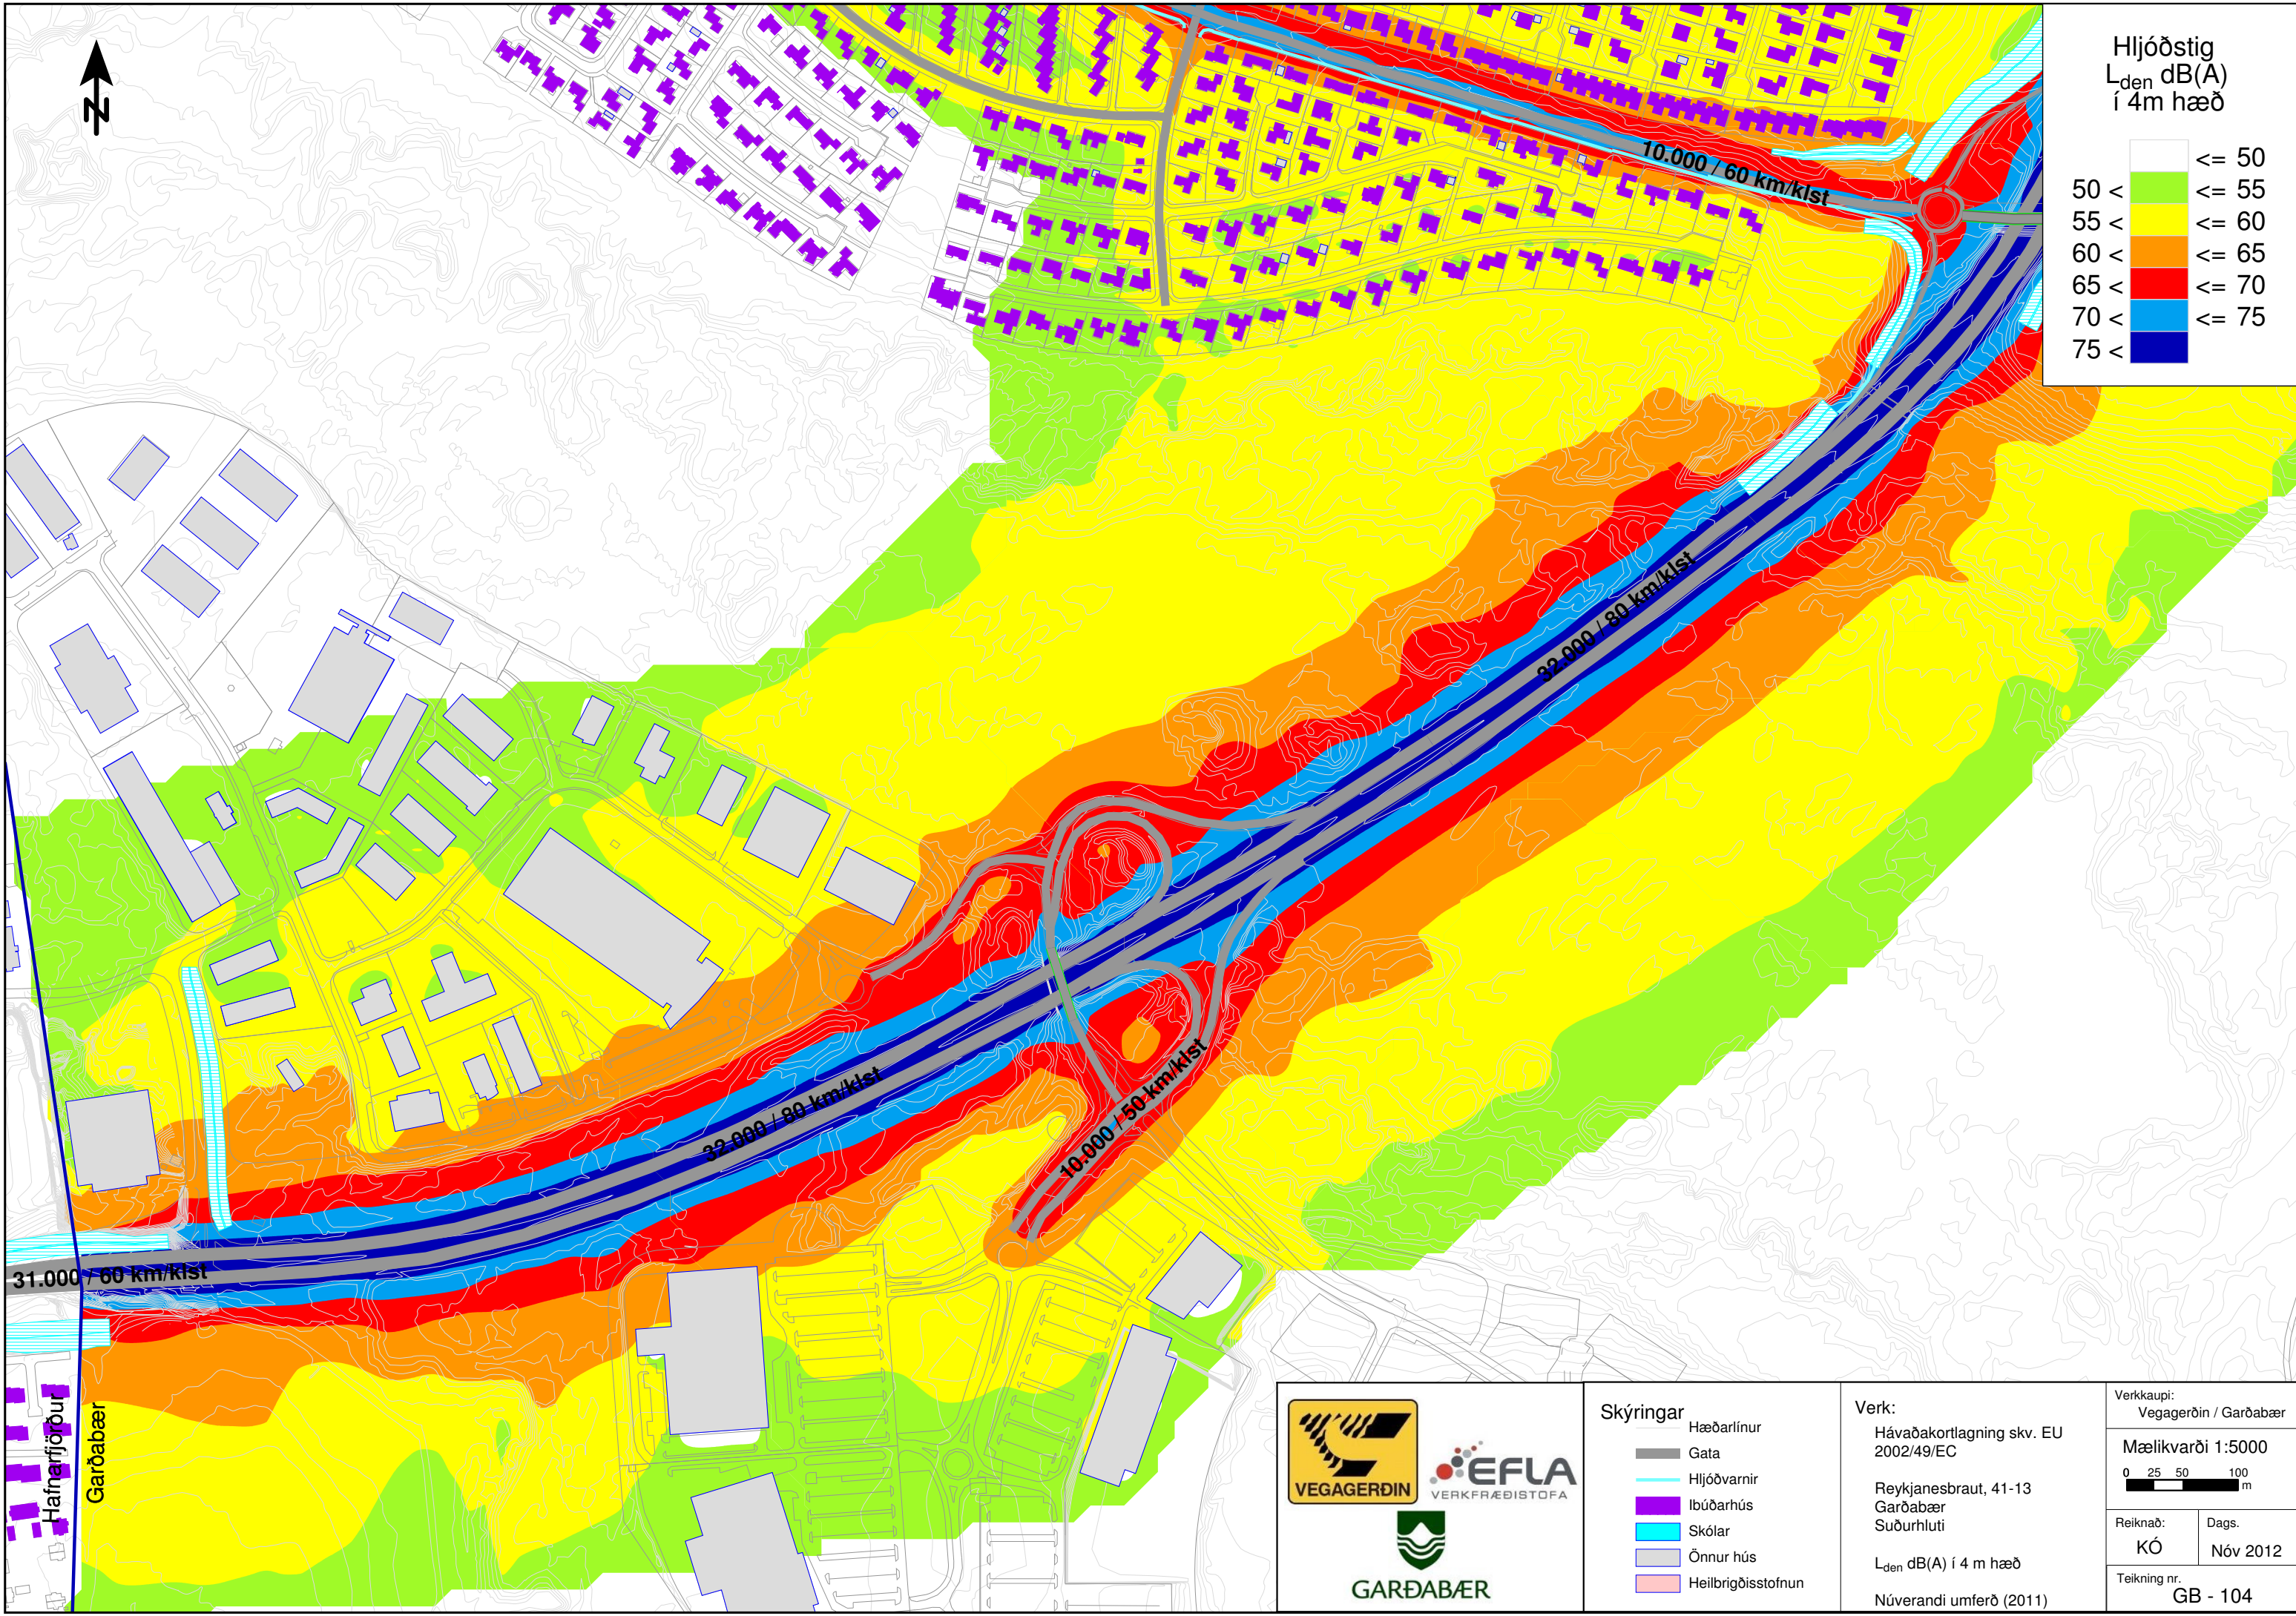 N
Hljóðstig
Lden dB(A)
í 4m hæð
<= 50
50 < <= 55
55 < <= 60
60 < <= 65
65 < <= 70
70 < <= 75
75 <
10.000 / 60 km/klst
32.000 / 80 km/klst
32.000 / 80 km/klst
10.000 / 50 km/klst
31.000 / 60 km/klst
Hafnarfjörður
Garðabær
VEGAGERÐIN
EFLA
VERKFRÆÐISTOFA
GARÐABÆR
Skýringar
Hæðarlínur
Gata
Hljóðvarnir
Ibúðarhús
Skólar
Önnur hús
Heilbrigðisstofnun
Verk:
Hávaðakortlagning skv. EU
2002/49/EC
Reykjanesbraut, 41-13
Garðabær
Suðurhluti
Lden dB(A) í 4 m hæð
Núverandi umferð (2011)
Verkkaupi:
Vegagerðin / Garðabær
Mælikvarði 1:5000
0 25 50 100
m
Reiknað:
KÓ
Dags.
Nóv 2012
Teikning nr.
GB - 104